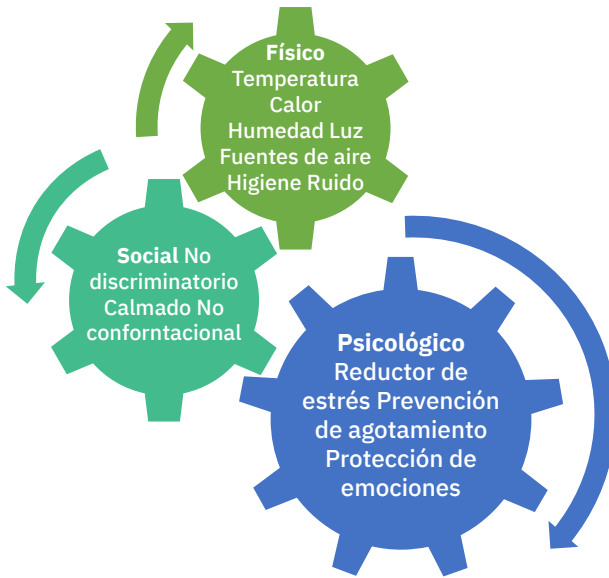 Físico
Temperatura
Calor
Humedad Luz
Fuentes de aire
Higiene Ruido
Social No
discriminatorio
Calmado No
conforntacional
Psicológico
Reductor de
estrés Prevención
de agotamiento
Protección de
emociones